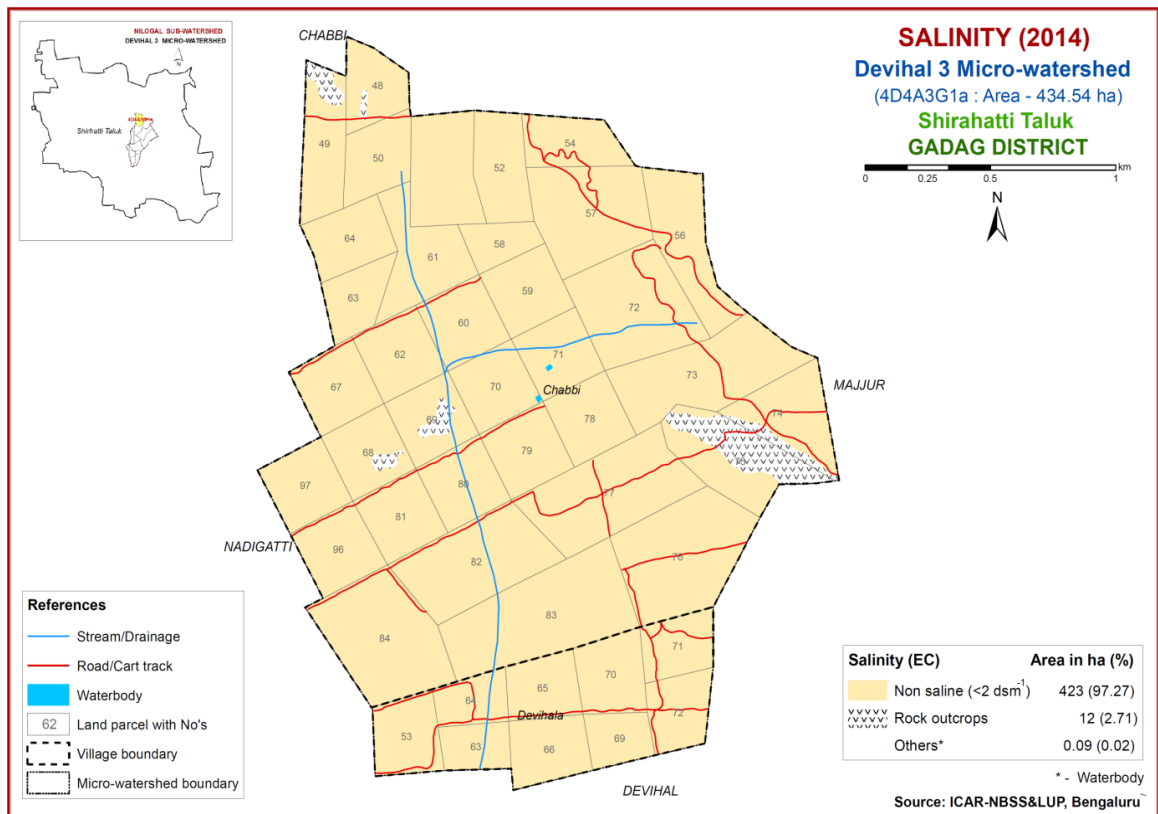 NILOGAL SUB-WATERSHED
DEVIHAL 3 MICRO-WATERSHED
N
4D4A3G1a
Shirhatti Taluk
SALINITY (2014)
Devihal 3 Micro-watershed
(4D4A3G1a : Area - 434.54 ha)
Shirahatti Taluk
GADAG DISTRICT
km
0 0.25 0.5 1
N
CHABBI
48
49
50
52
54
57
56
64
61
58
63
59
60
72
62
71
67
70
Chabbi
73
MAJJUR
69
78
74
68
79
75
97
80
77
81
NADIGATTI
96
82
76
83
84
71
70
65
64
Devihala
72
53
63
66
69
DEVIHAL
References
Stream/Drainage
Road/Cart track
Waterbody
62 Land parcel with No's
Village boundary
Micro-watershed boundary
Salinity (EC) Area in ha (%)
Non saline (<2 dsm⁻¹) 423 (97.27)
Rock outcrops 12 (2.71)
Others* 0.09 (0.02)
* - Waterbody
Source: ICAR-NBSS&LUP, Bengaluru